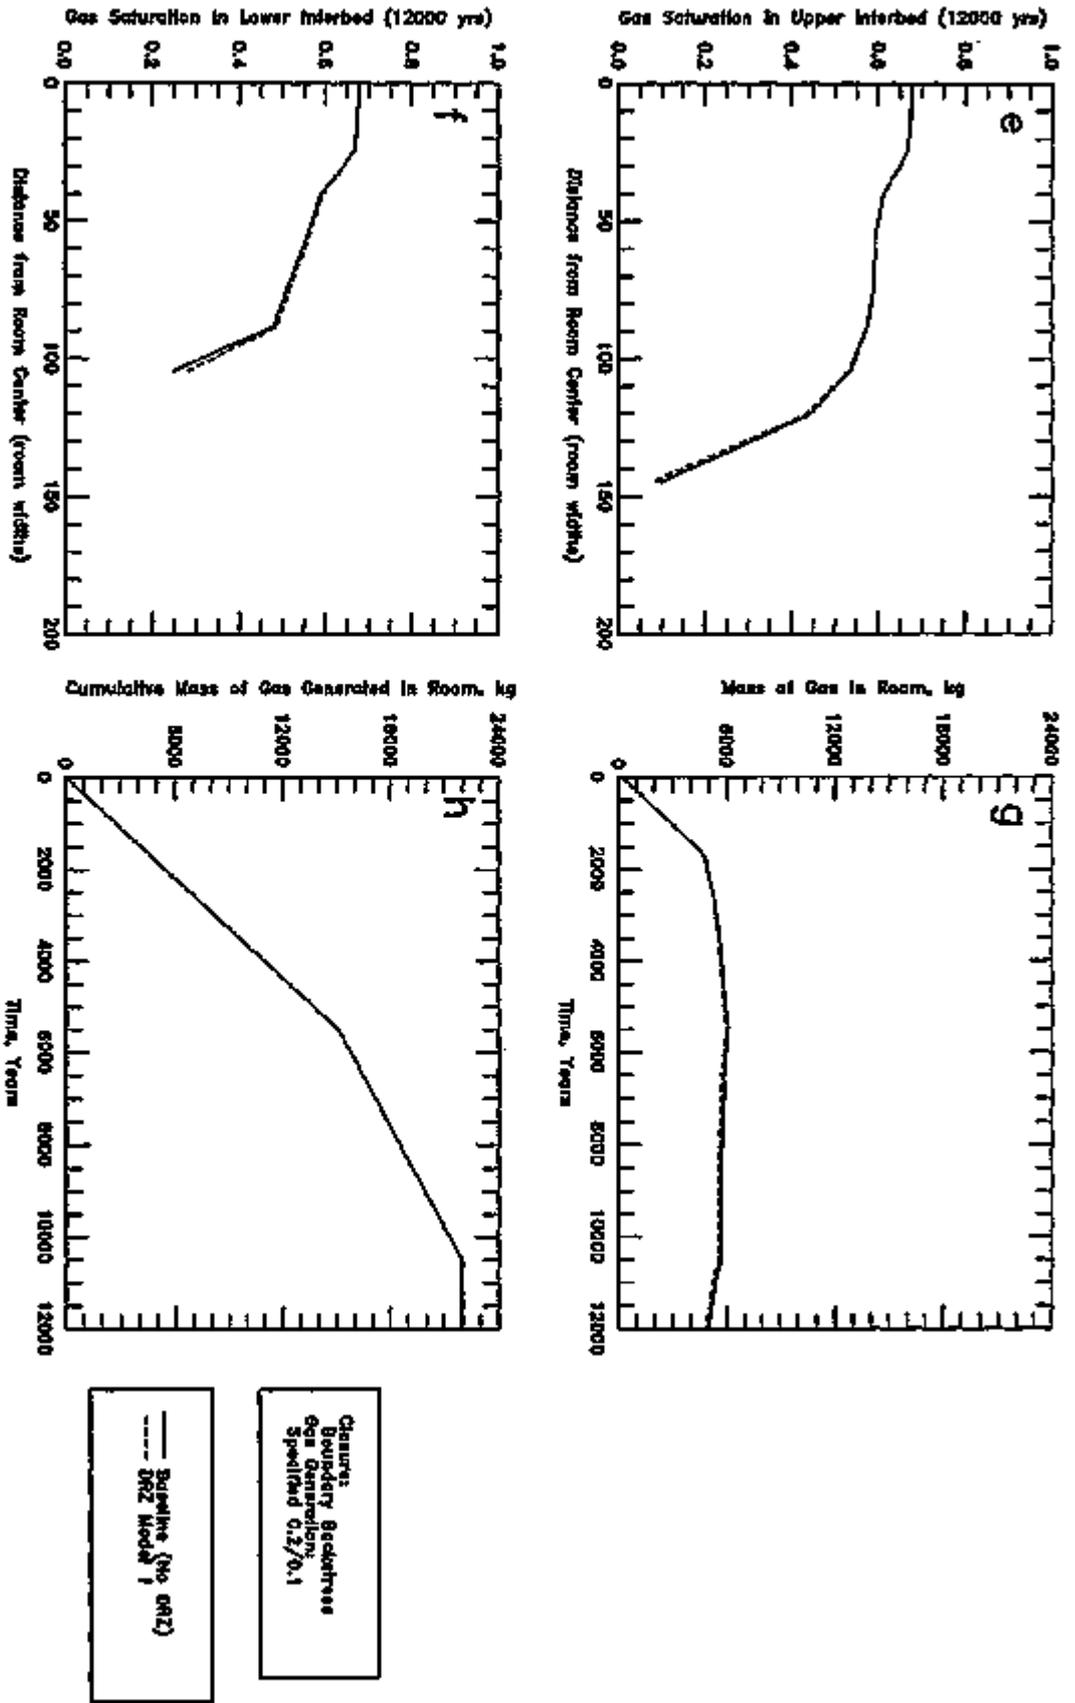 e
Gas Saturation in Upper Interbed (12000 yrs)
1.0
0.8
0.6
0.4
0.2
0.0
0
50
100
150
200
Distance from Room Center (room widths)
g
Mass of Gas in Room, kg
24000
18000
12000
6000
0
0
2000
4000
6000
8000
10000
12000
Time, Years
f
Gas Saturation in Lower Interbed (12000 yrs)
1.0
0.8
0.6
0.4
0.2
0.0
0
50
100
150
200
Distance from Room Center (room widths)
h
Cumulative Mass of Gas Generated in Room, kg
24000
18000
12000
6000
0
0
2000
4000
6000
8000
10000
12000
Time, Years
Closure:
Boundary Backstress
Gas Generation:
Specified 0.2/0.1
Baseline (No DRZ)
DRZ Model 1